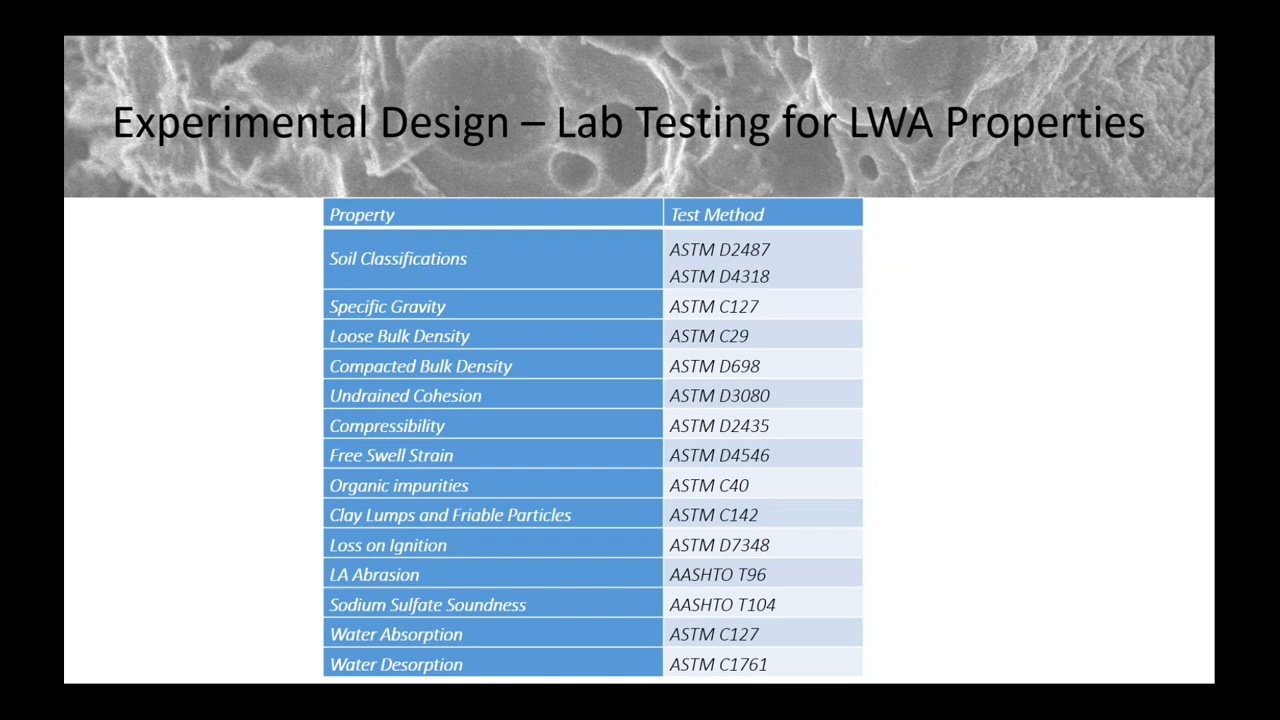 Experimental Design – Lab Testing for LWA Properties
Property Test Method
Soil Classifications ASTM D2487
ASTM D4318
Specific Gravity ASTM C127
Loose Bulk Density ASTM C29
Compacted Bulk Density ASTM D698
Undrained Cohesion ASTM D3080
Compressibility ASTM D2435
Free Swell Strain ASTM D4546
Organic impurities ASTM C40
Clay Lumps and Friable Particles ASTM C142
Loss on Ignition ASTM D7348
LA Abrasion AASHTO T96
Sodium Sulfate Soundness AASHTO T104
Water Absorption ASTM C127
Water Desorption ASTM C1761